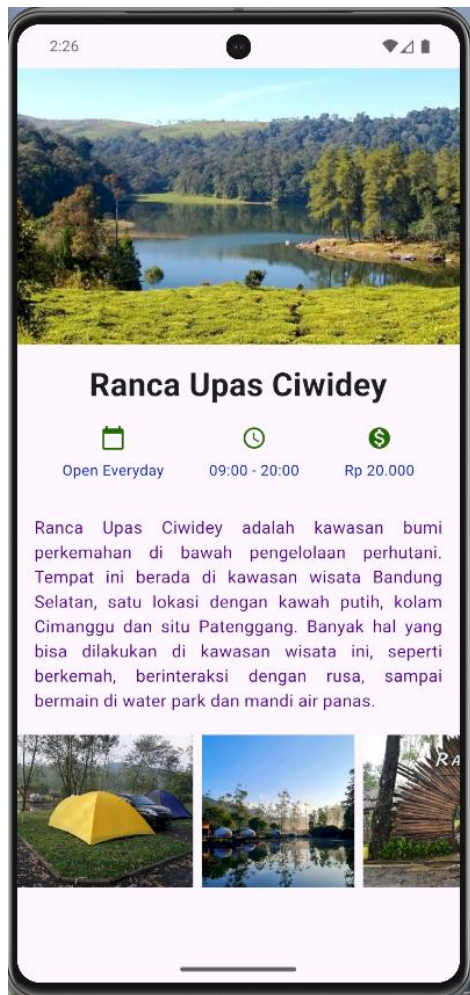 2:26
Ranca Upas Ciwidey
Open Everyday
09:00 - 20:00
Rp 20.000
Ranca Upas Ciwidey adalah kawasan bumi
perkemahan di bawah pengelolaan perhutani.
Tempat ini berada di kawasan wisata Bandung
Selatan, satu lokasi dengan kawah putih, kolam
Cimanggu dan situ Patenggang. Banyak hal yang
bisa dilakukan di kawasan wisata ini, seperti
berkemah, berinteraksi dengan rusa, sampai
bermain di water park dan mandi air panas.
RA